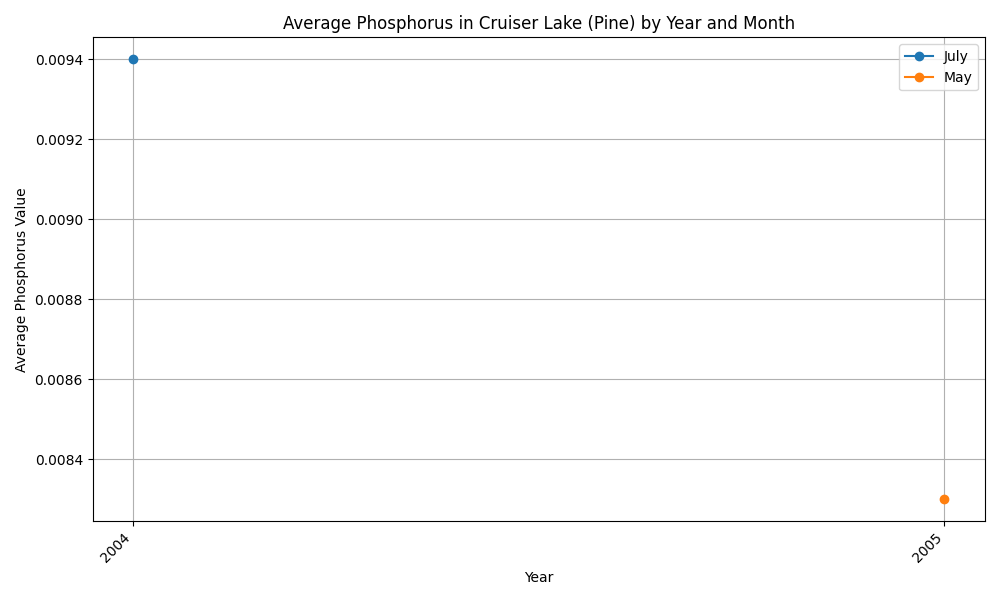 Average Phosphorus in Cruiser Lake (Pine) by Year and Month
July
May
Average Phosphorus Value
0.0094
0.0092
0.0090
0.0088
0.0086
0.0084
2004
2005
Year